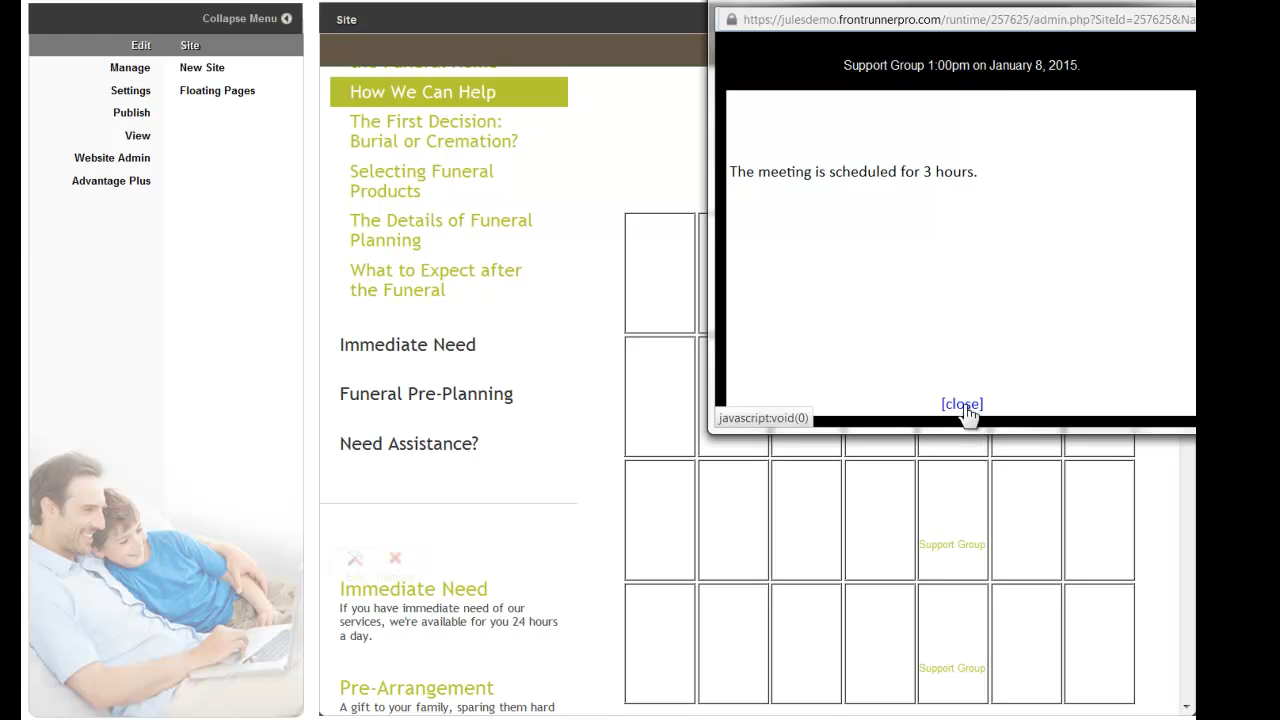 Collapse Menu
Edit
Site
Manage
New Site
Settings
Floating Pages
Publish
View
Website Admin
Advantage Plus
Site
the Funeral Home
How We Can Help
The First Decision:
Burial or Cremation?
Selecting Funeral
Products
The Details of Funeral
Planning
What to Expect after
the Funeral
Immediate Need
Funeral Pre-Planning
Need Assistance?
Immediate Need
If you have immediate need of our
services, we're available for you 24 hours
a day.
Pre-Arrangement
A gift to your family, sparing them hard
https://julesdemo.frontrunnerpro.com/runtime/257625/admin.php?SiteId=257625&Na
Support Group 1:00pm on January 8, 2015.
The meeting is scheduled for 3 hours.
[close]
javascript:void(0)
Support Group
Support Group